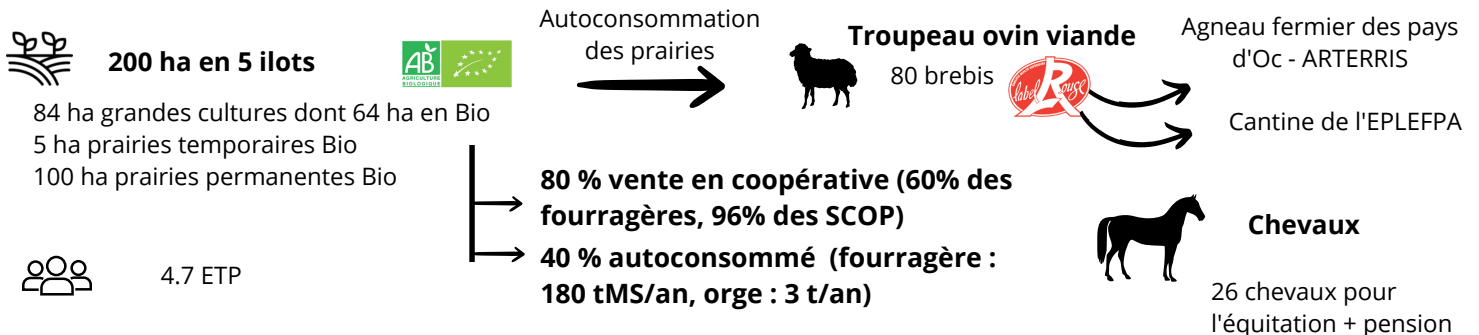 200 ha en 5 ilots
AB
AGRICULTURE
BIOLOGIQUE
84 ha grandes cultures dont 64 ha en Bio
5 ha prairies temporaires Bio
100 ha prairies permanentes Bio
4.7 ETP
Autoconsommation
des prairies
Troupeau ovin viande
80 brebis
label Rouge
Agneau fermier des pays
d'Oc - ARTERRIS
Cantine de l'EPLEFPA
80 % vente en coopérative (60% des
fourragères, 96% des SCOP)
40 % autoconsommé (fourragère :
180 tMS/an, orge : 3 t/an)
Chevaux
26 chevaux pour
l'équitation + pension